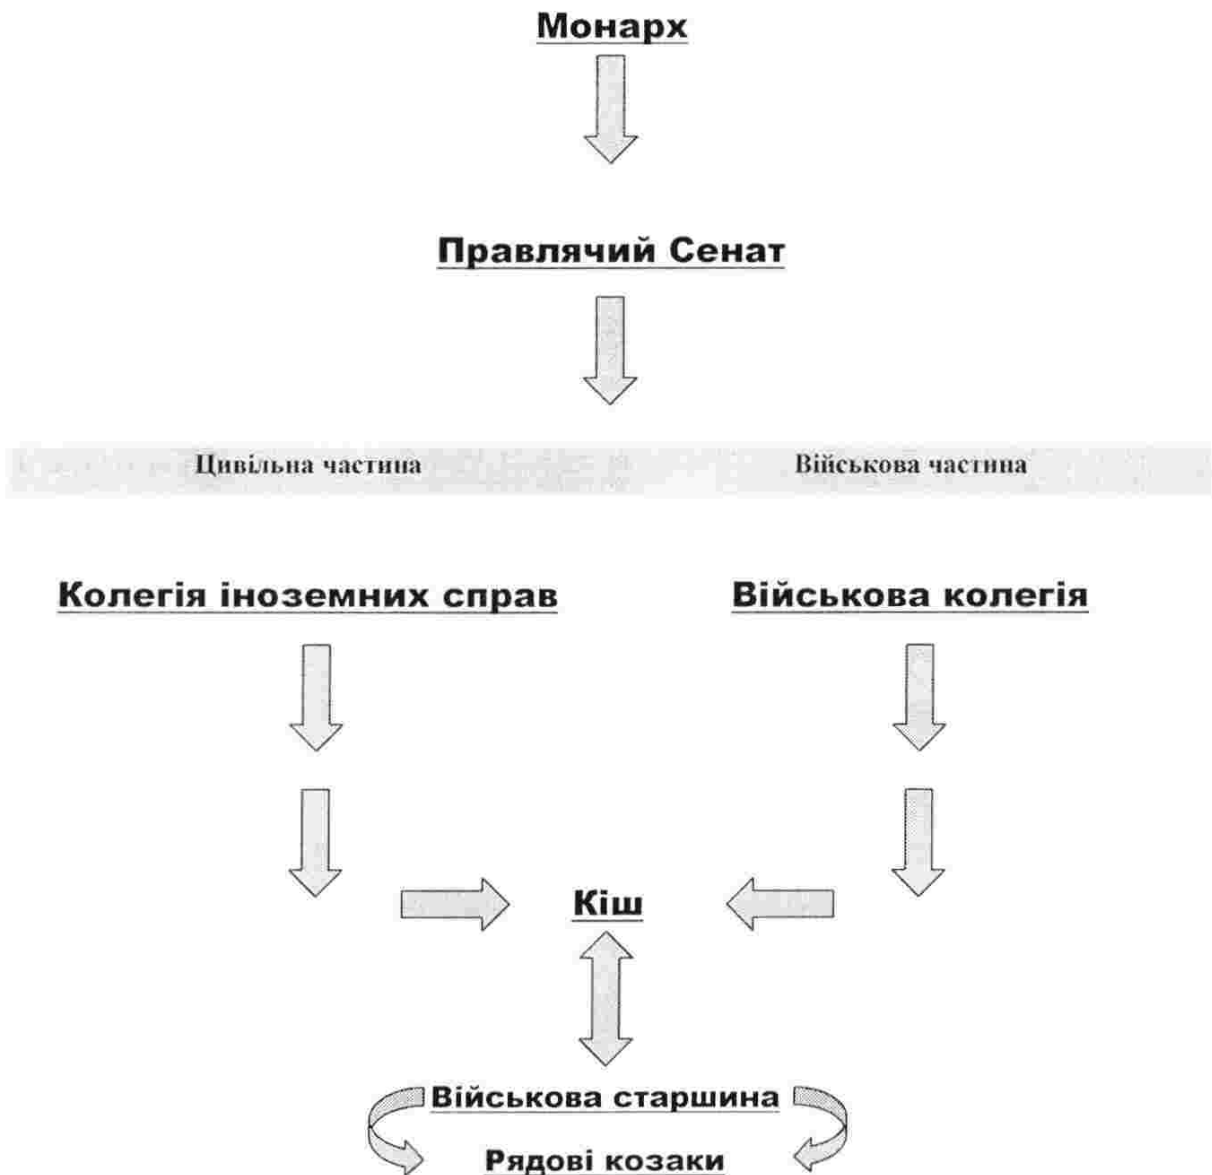 Монарх
Правлячий Сенат
Цивільна частина Військова частина
Колегія іноземних справ Військова колегія
Кіш
Військова старшина
Рядові козаки